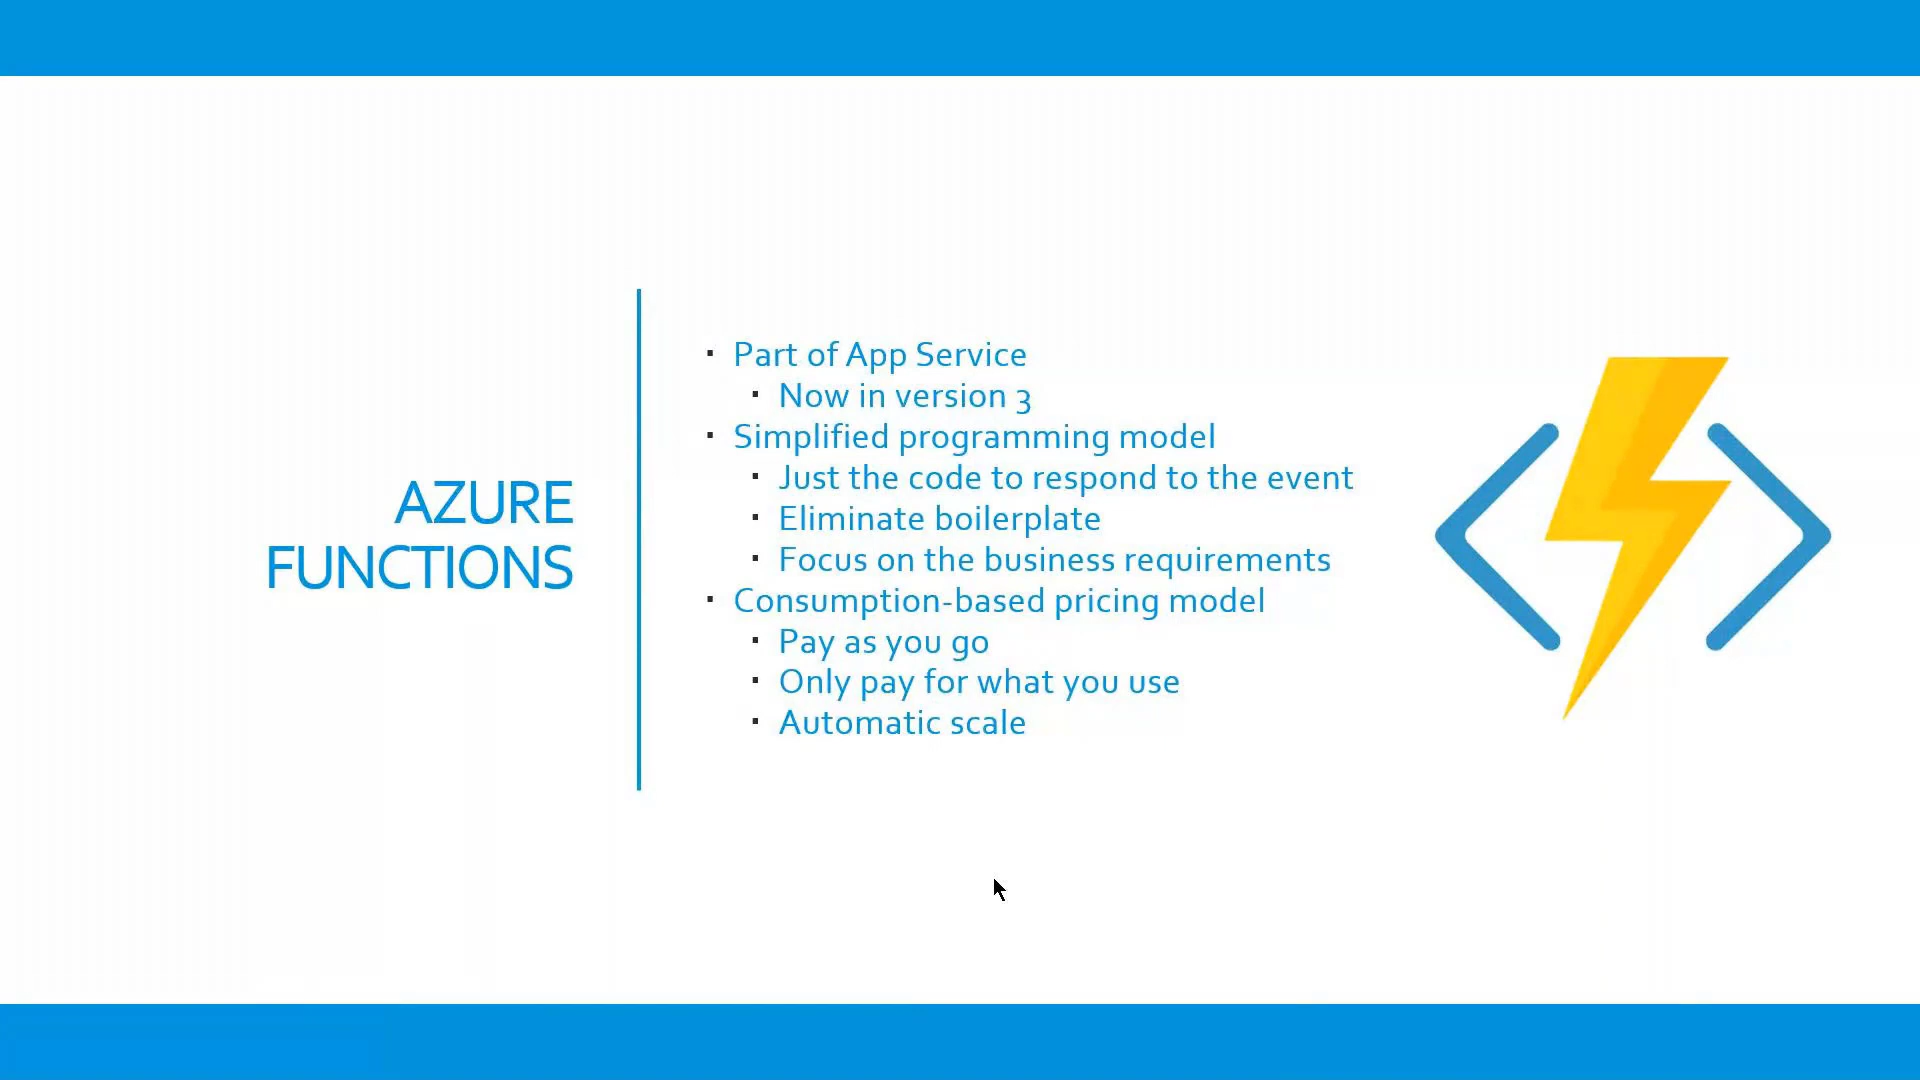 AZURE
FUNCTIONS
▪ Part of App Service
▪ Now in version 3
▪ Simplified programming model
▪ Just the code to respond to the event
▪ Eliminate boilerplate
▪ Focus on the business requirements
▪ Consumption-based pricing model
▪ Pay as you go
▪ Only pay for what you use
▪ Automatic scale